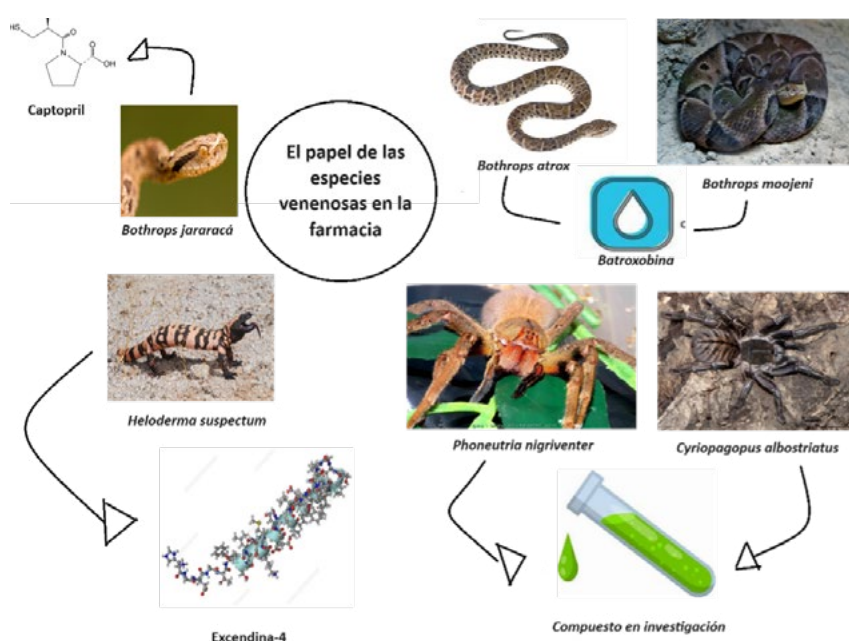 HS
O
N
O
OH
Captopril
Bothrops jararacá
El papel de las
especies
venenosas en la
farmacia
Bothrops atrox
Bothrops moojeni
c
Batroxobina
Heloderma suspectum
Phoneutria nigriventer
Cyriopagopus albostriatus
Excendina-4
Compuesto en investigación